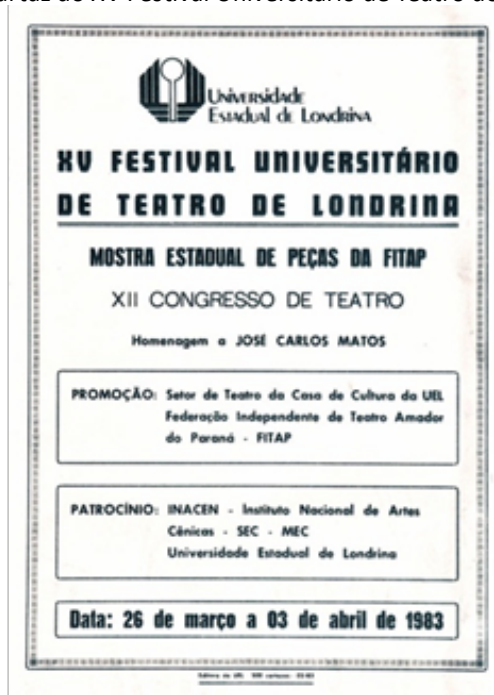 Universidade
Estadual de Londrina
XV FESTIVAL UNIVERSITÁRIO
DE TEATRO DE LONDRINA
MOSTRA ESTADUAL DE PEÇAS DA FITAP
XII CONGRESSO DE TEATRO
Homenagem a JOSÉ CARLOS MATOS
PROMOÇÃO: Setor de Teatro da Casa de Cultura da UEL
Federação Independente de Teatro Amador
do Paraná - FITAP
PATROCÍNIO: INACEN - Instituto Nacional de Artes
Cênicas - SEC - MEC
Universidade Estadual de Londrina
Data: 26 de março a 03 de abril de 1983
Editora da UEL